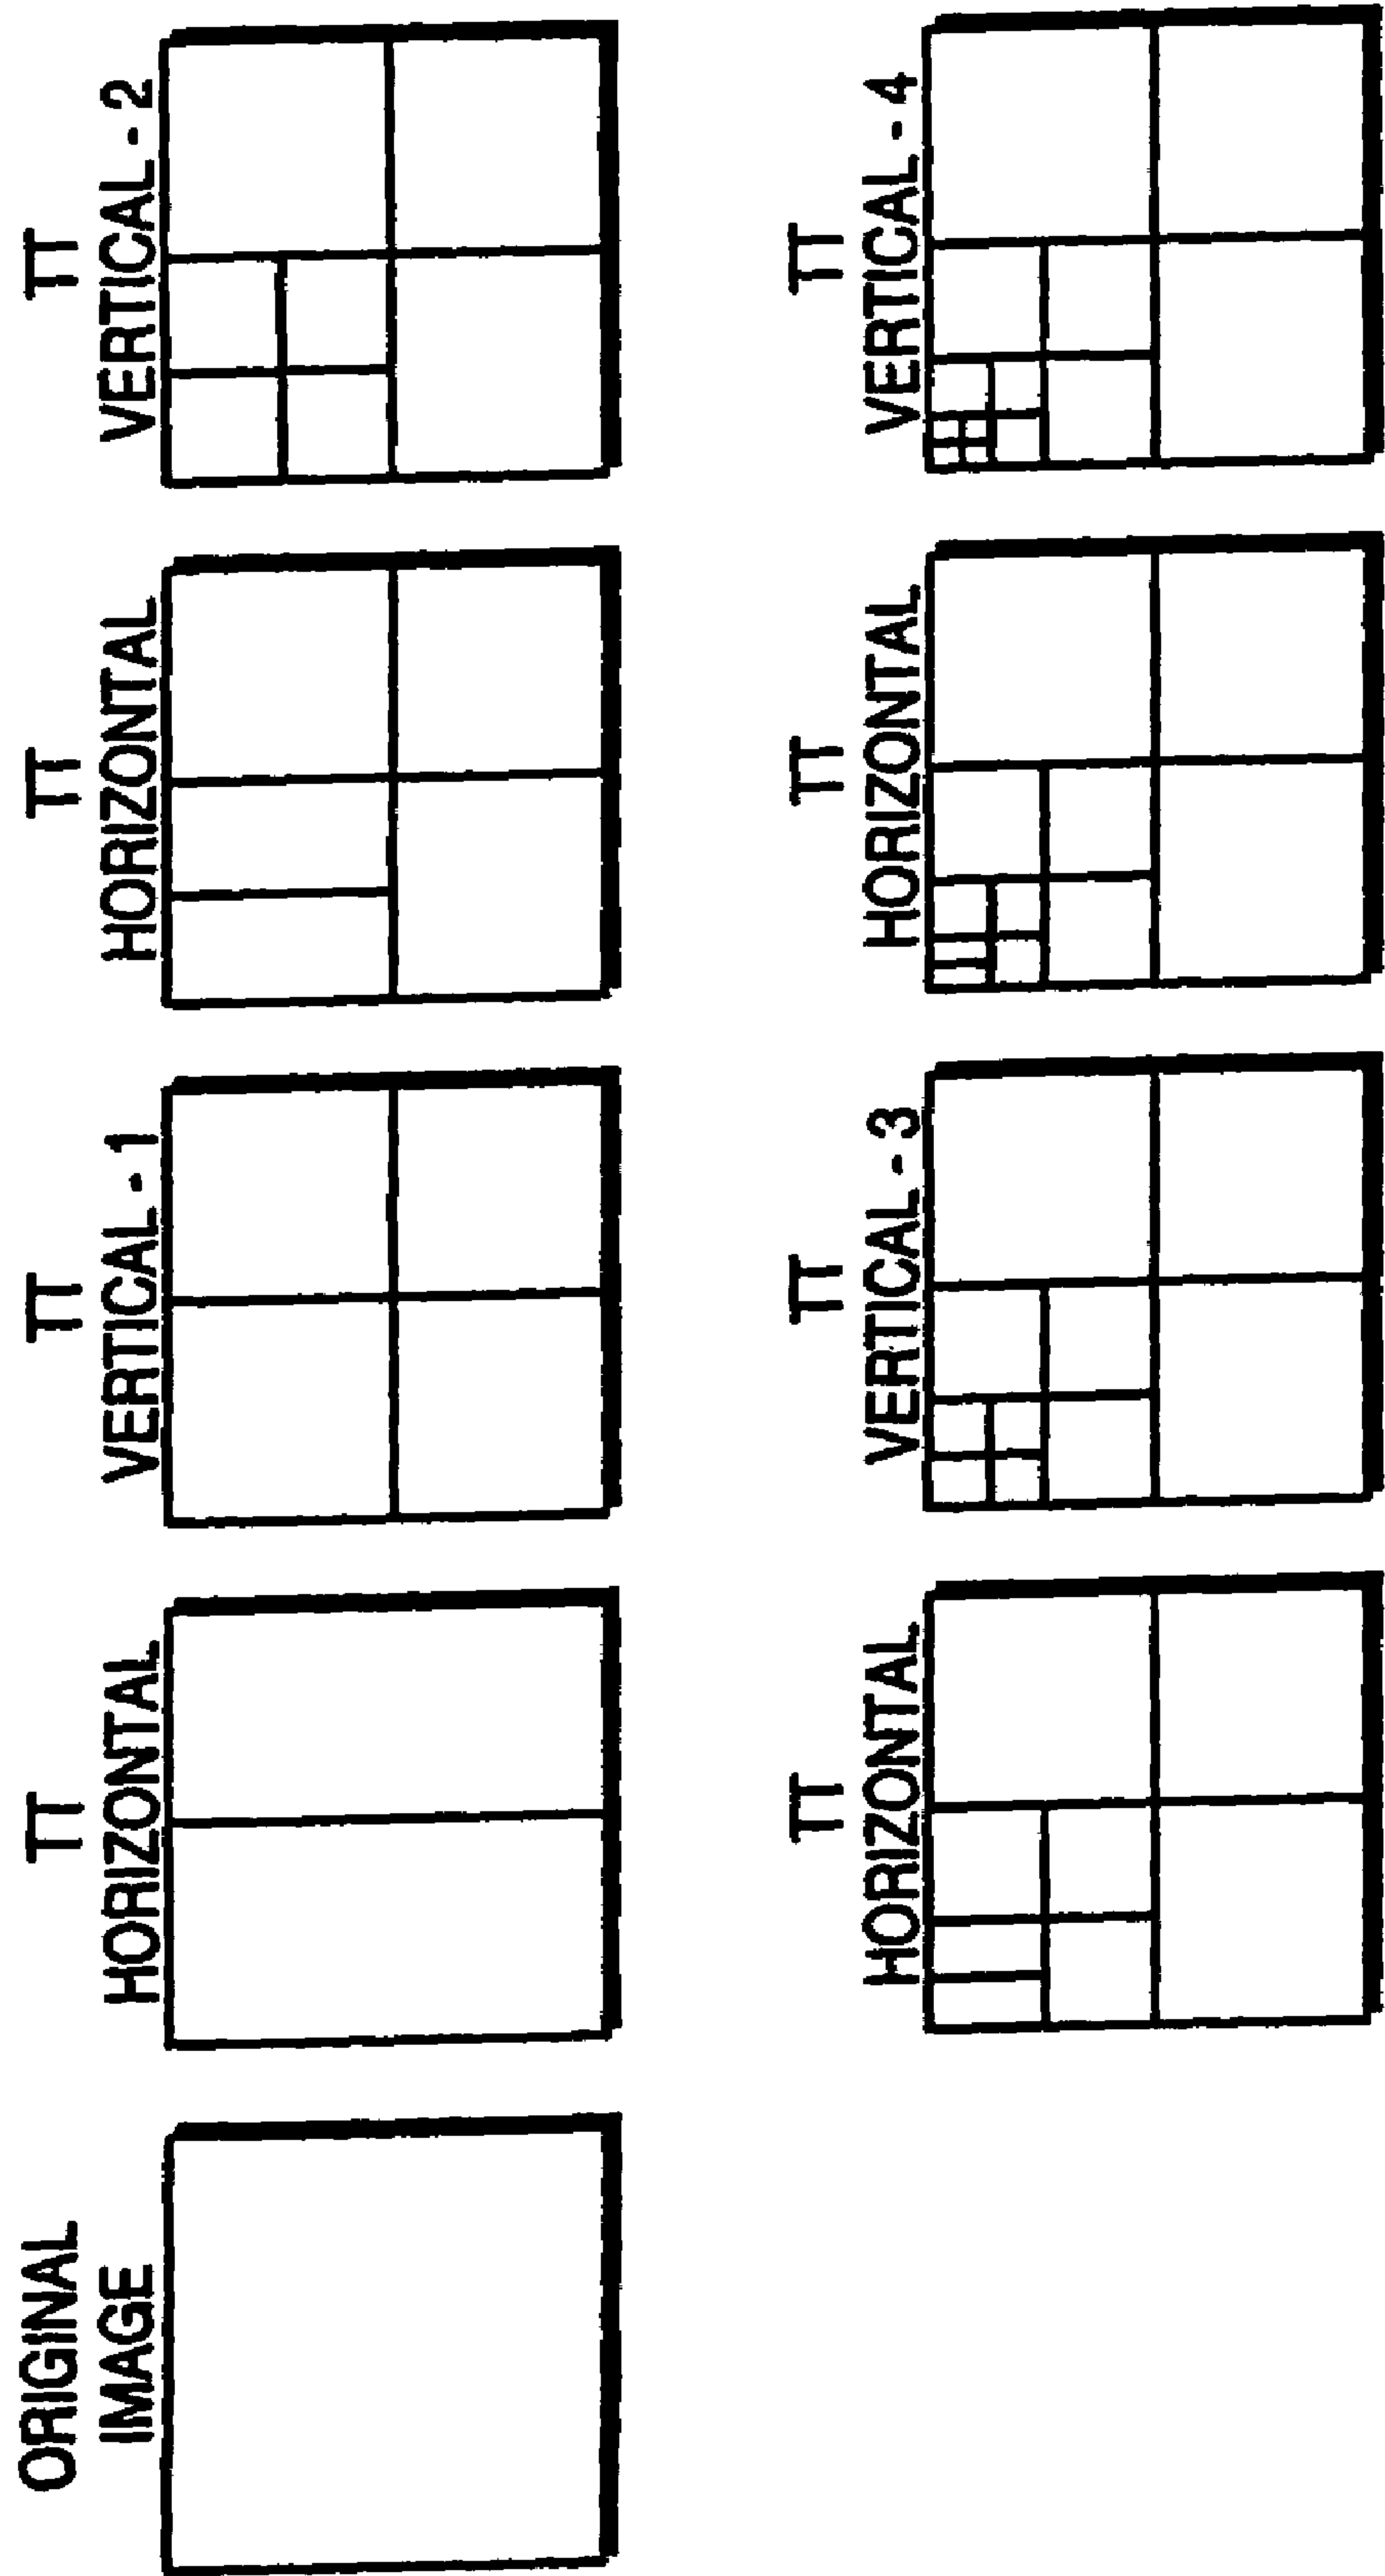 ORIGINAL
IMAGE
TT
HORIZONTAL
TT
VERTICAL - 1
TT
HORIZONTAL
TT
VERTICAL - 2
TT
HORIZONTAL
TT
VERTICAL - 3
TT
HORIZONTAL
TT
VERTICAL - 4